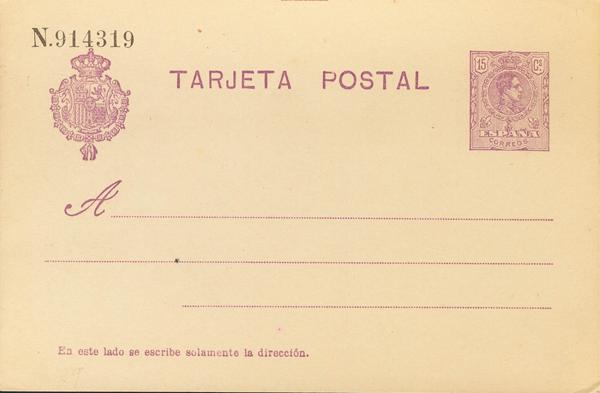 N.914319
TARJETA POSTAL
15 Cs
ESPAÑA
CORREOS
A
En este lado se escribe solamente la dirección.